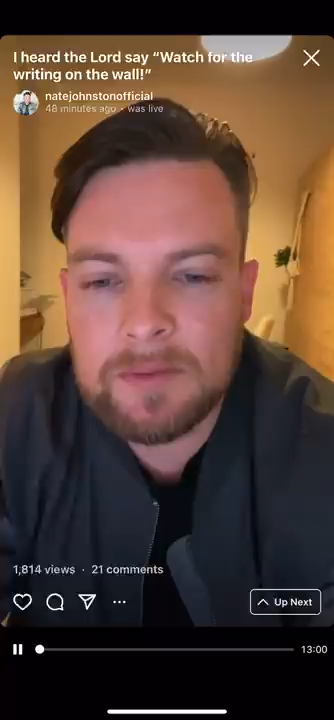 I heard the Lord say “Watch for the
writing on the wall!”
natejohnstonofficial
48 minutes ago · was live
1,814 views · 21 comments
Up Next
13:00